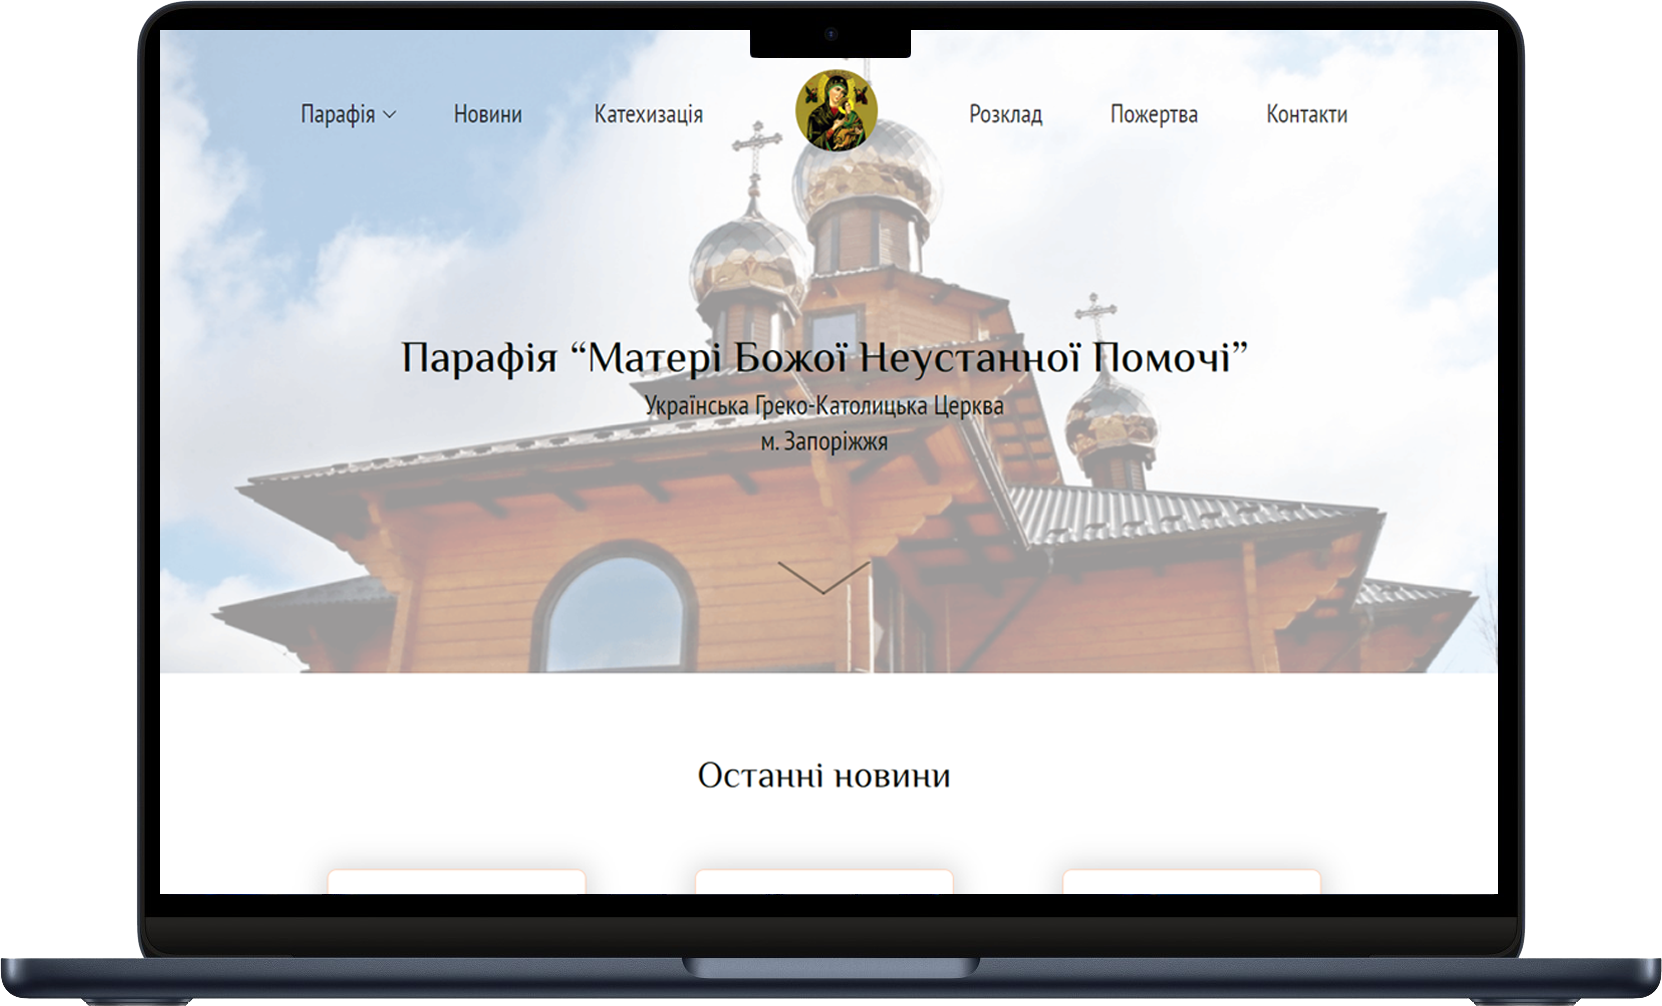 Парафія
Новини
Катехизація
Розклад
Пожертва
Контакти
Парафія “Матері Божої Неустанної Помочі”
Українська Греко-Католицька Церква
м. Запоріжжя
Останні новини